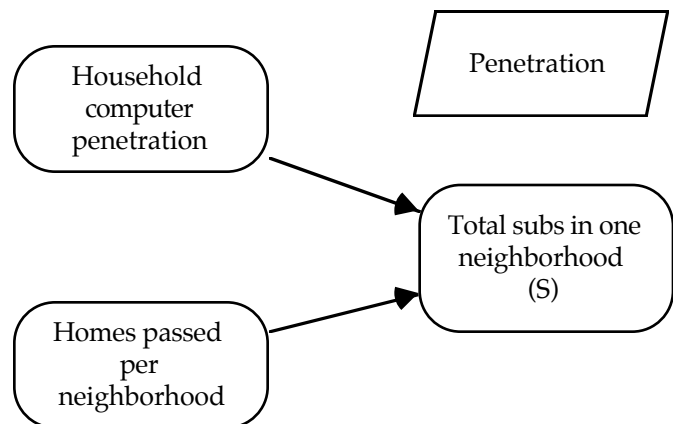 Household
computer
penetration
Penetration
Total subs in one
neighborhood
(S)
Homes passed
per
neighborhood